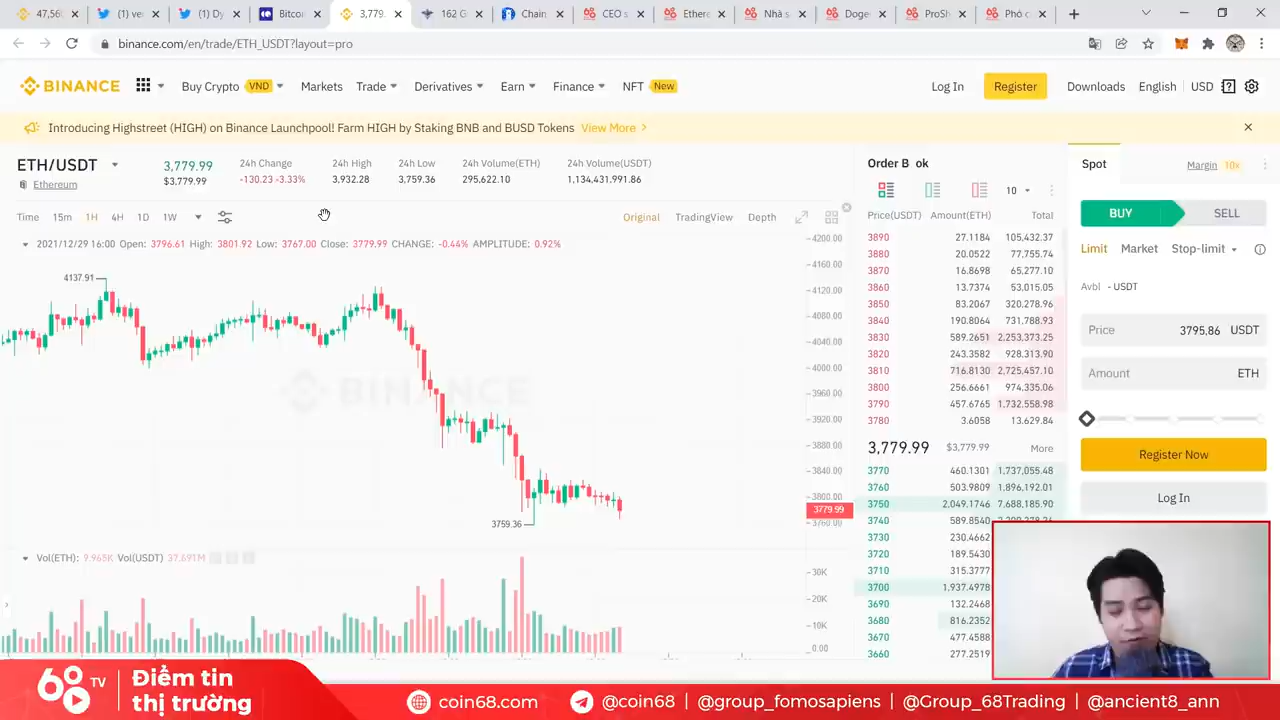 47,56
(1) ve
(1) Dy
Bitcoi
3,779.
162 G
Chain
CEO s
Ethere
Nhà s
Doge
ProSh
Phó c
binance.com/en/trade/ETH_USDT?layout=pro
BINANCE Buy Crypto VND Markets Trade Derivatives Earn Finance NFT New Log In Register Downloads English USD
Introducing Highstreet (HIGH) on Binance Launchpool! Farm HIGH by Staking BNB and BUSD Tokens View More
ETH/USDT
Ethereum
3,779.99
$3,779.99
24h Change
-130.23 -3.33%
24h High
3,932.28
24h Low
3,759.36
24h Volume(ETH)
295,622.10
24h Volume(USDT)
1,134,431,991.86
Time 15m 1H 4H 1D 1W Original TradingView Depth
2021/12/29 16:00 Open: 3796.61 High: 3801.92 Low: 3767.00 Close: 3779.99 CHANGE: -0.44% AMPLITUDE: 0.92%
4137.91
BINANCE
3759.36
4200.00
4160.00
4120.00
4080.00
4040.00
4000.00
3960.00
3920.00
3880.00
3840.00
3800.00
3779.99
3760.00
Vol(ETH): 9.965K Vol(USDT) 37.691M
30K
20K
10K
0.00
Order B ok
10
Price(USDT) Amount(ETH) Total
3890 27.1184 105,432.37
3880 20.0522 77,755.74
3870 16.8698 65,277.10
3860 13.7374 53,015.05
3850 83.2067 320,278.96
3840 190.8064 731,788.93
3830 589.2651 2,253,373.25
3820 243.3582 928,313.90
3810 716.8130 2,725,457.10
3800 256.6661 974,335.06
3790 457.6765 1,732,558.98
3780 3.6058 13,629.84
3,779.99 $3,779.99 More
3770 460.1301 1,737,055.48
3760 503.9809 1,896,192.01
3750 2,049.1746 7,688,185.90
3740 589.8540
3730 230.4662
3720 189.5430
3710 315.3777
3700 1,937.4978
3690 132.2468
3680 816.2352
3670 477.4588
3660 277.2519
Spot Margin 10x
BUY SELL
Limit Market Stop-limit
Avbl - USDT
Price 3795.86 USDT
Amount ETH
Register Now
Log In
68 TV
Điểm tin
thị trường
coin68.com @coin68 | @group_fomosapiens | @Group_68Trading | @ancient8_ann